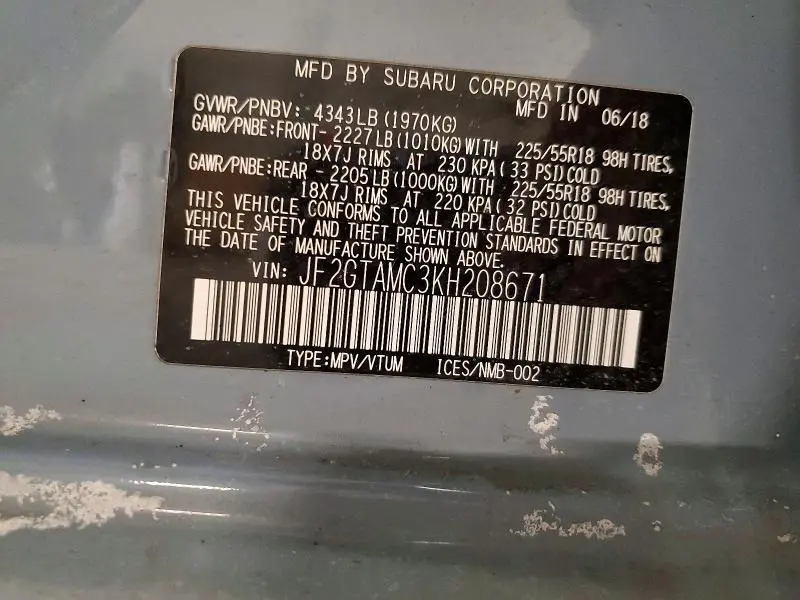 MFD BY SUBARU CORPORATION
MFD IN 06/18
GVWR/PNBV: 4343LB(1970KG)
GAWR/PNBE:FRONT- 2227LB(1010KG)WITH 225/55R18 98H TIRES,
18X7J RIMS AT 230 KPA(33 PSI)COLD
GAWR/PNBE:REAR - 2205LB(1000KG)WITH 225/55R18 98H TIRES,
18X7J RIMS AT 220 KPA(32 PSI)COLD
THIS VEHICLE CONFORMS TO ALL APPLICABLE FEDERAL MOTOR
VEHICLE SAFETY AND THEFT PREVENTION STANDARDS IN EFFECT ON
THE DATE OF MANUFACTURE SHOWN ABOVE.
VIN: JF2GTAMC3KH208671
TYPE:MPV/VTUM ICES/NMB-002